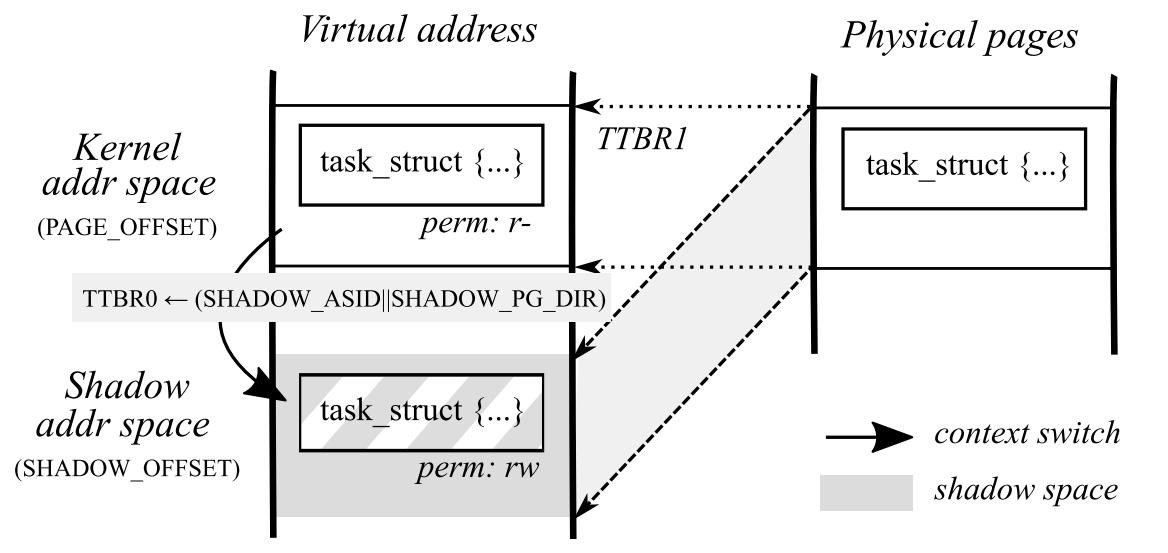 Virtual address
Physical pages
Kernel
addr space
(PAGE_OFFSET)
task_struct {...}
perm: r-
TTBR1
task_struct {...}
TTBR0 ← (SHADOW_ASID||SHADOW_PG_DIR)
Shadow
addr space
(SHADOW_OFFSET)
task_struct {...}
perm: rw
context switch
shadow space